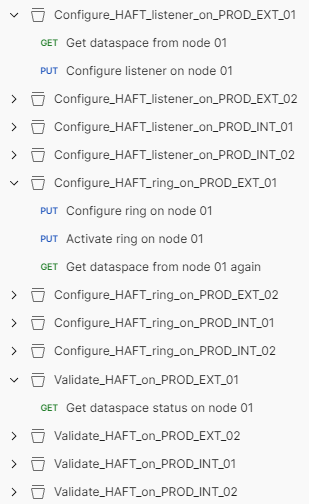 Configure_HAFT_listener_on_PROD_EXT_01
GET Get dataspace from node 01
PUT Configure listener on node 01
Configure_HAFT_listener_on_PROD_EXT_02
Configure_HAFT_listener_on_PROD_INT_01
Configure_HAFT_listener_on_PROD_INT_02
Configure_HAFT_ring_on_PROD_EXT_01
PUT Configure ring on node 01
PUT Activate ring on node 01
GET Get dataspace from node 01 again
Configure_HAFT_ring_on_PROD_EXT_02
Configure_HAFT_ring_on_PROD_INT_01
Configure_HAFT_ring_on_PROD_INT_02
Validate_HAFT_on_PROD_EXT_01
GET Get dataspace status on node 01
Validate_HAFT_on_PROD_EXT_02
Validate_HAFT_on_PROD_INT_01
Validate_HAFT_on_PROD_INT_02